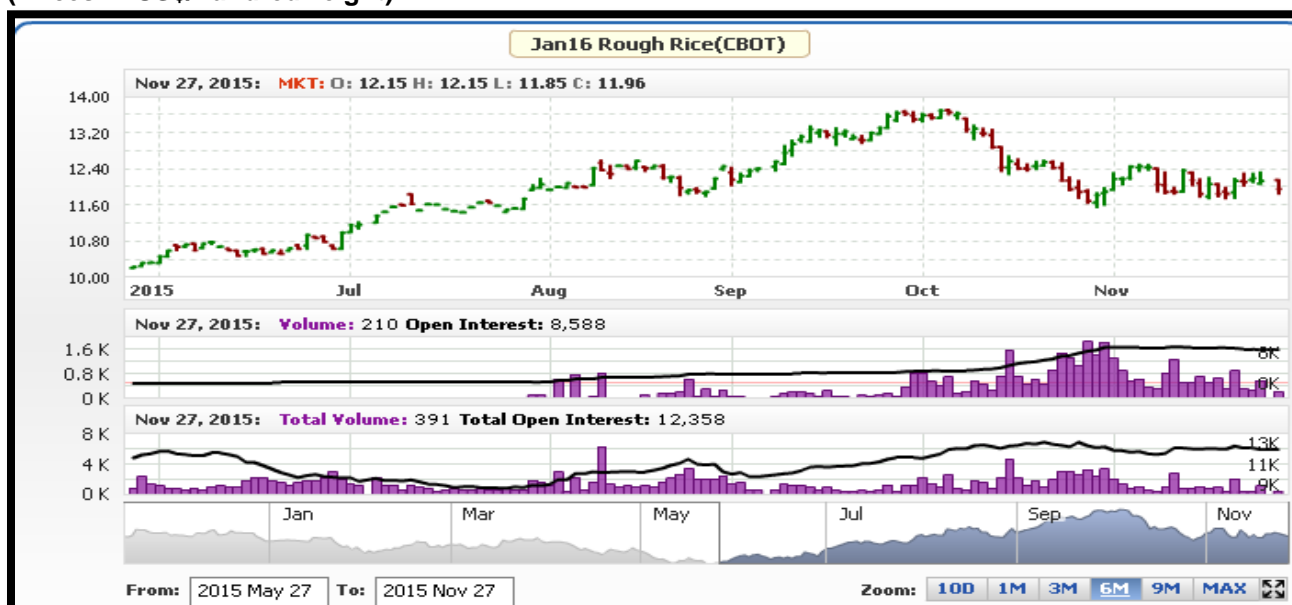 Jan16 Rough Rice(CBOT)
Nov 27, 2015: MKT: O: 12.15 H: 12.15 L: 11.85 C: 11.96
14.00
13.20
12.40
11.60
10.80
10.00
2015 Jul Aug Sep Oct Nov
Nov 27, 2015: Volume: 210 Open Interest: 8,588
1.6 K
0.8 K
0 K
8K
0K
Nov 27, 2015: Total Volume: 391 Total Open Interest: 12,358
8 K
4 K
0 K
13K
11K
9K
Jan Mar May Jul Sep Nov
From: 2015 May 27 To: 2015 Nov 27 Zoom: 10D 1M 3M 6M 9M MAX